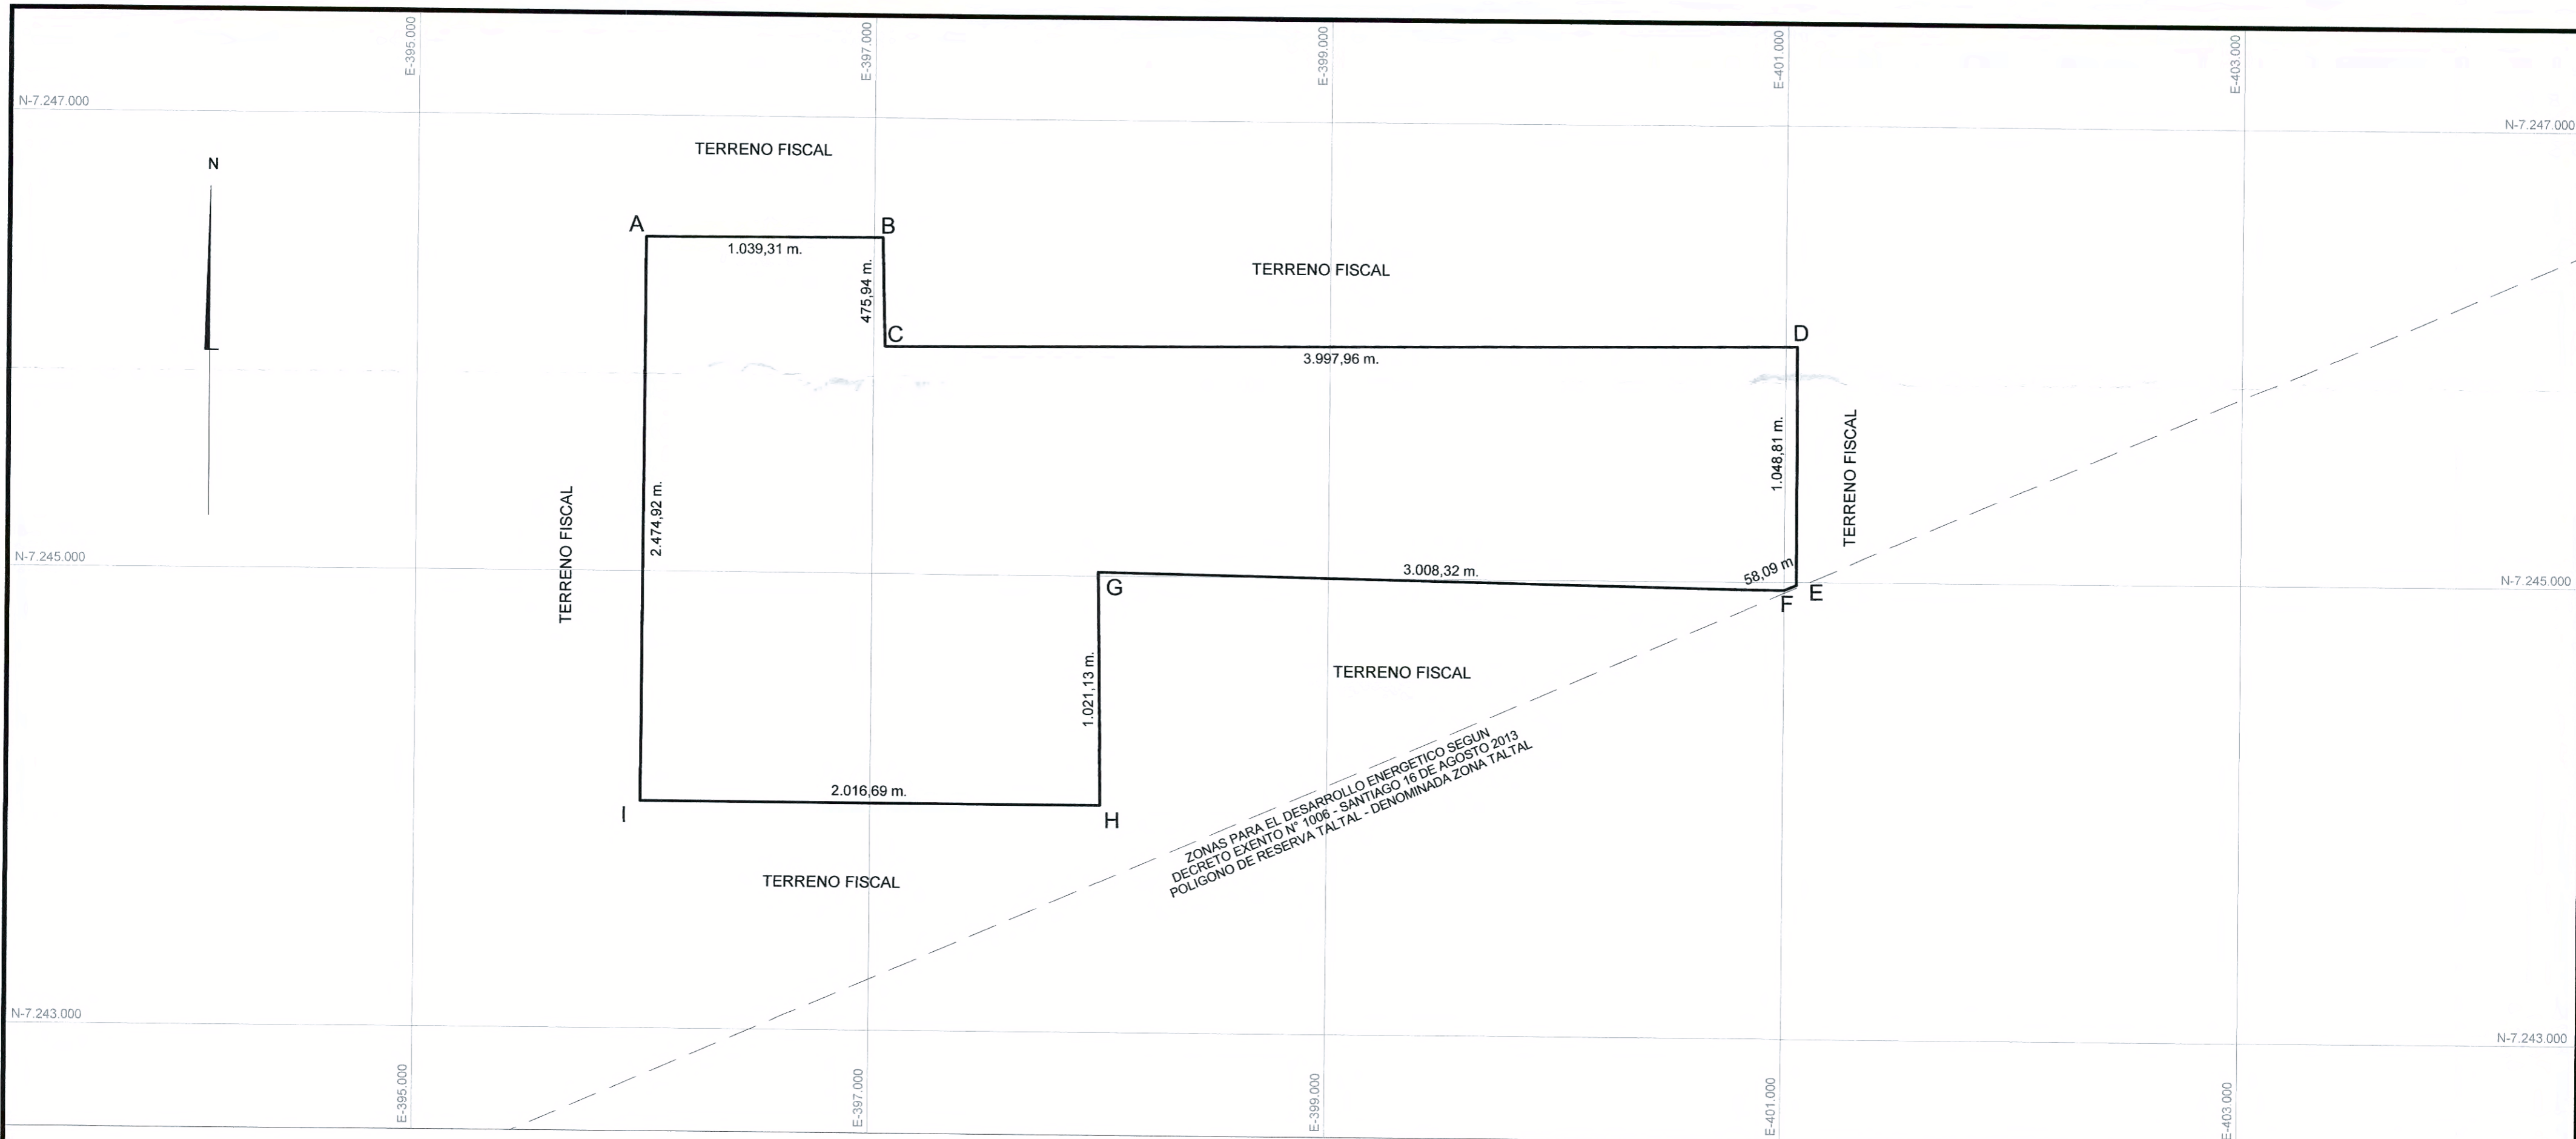 E-395.000
E-397.000
E-399.000
E-401.000
E-403.000
N-7.247.000
N-7.247.000
TERRENO FISCAL
N
A
B
1.039,31 m.
475,94 m.
TERRENO FISCAL
C
D
3.997,96 m.
1.048,81 m.
TERRENO FISCAL
TERRENO FISCAL
2.474,92 m.
N-7.245.000
N-7.245.000
G
3.008,32 m.
58,09 m
F
E
1.021,13 m.
TERRENO FISCAL
2.016,69 m.
I
H
ZONAS PARA EL DESARROLLO ENERGETICO SEGUN
DECRETO EXENTO N° 1006 - SANTIAGO 16 DE AGOSTO 2013
POLIGONO DE RESERVA TALTAL - DENOMINADA ZONA TALTAL
TERRENO FISCAL
N-7.243.000
N-7.243.000
E-395.000
E-397.000
E-399.000
E-401.000
E-403.000